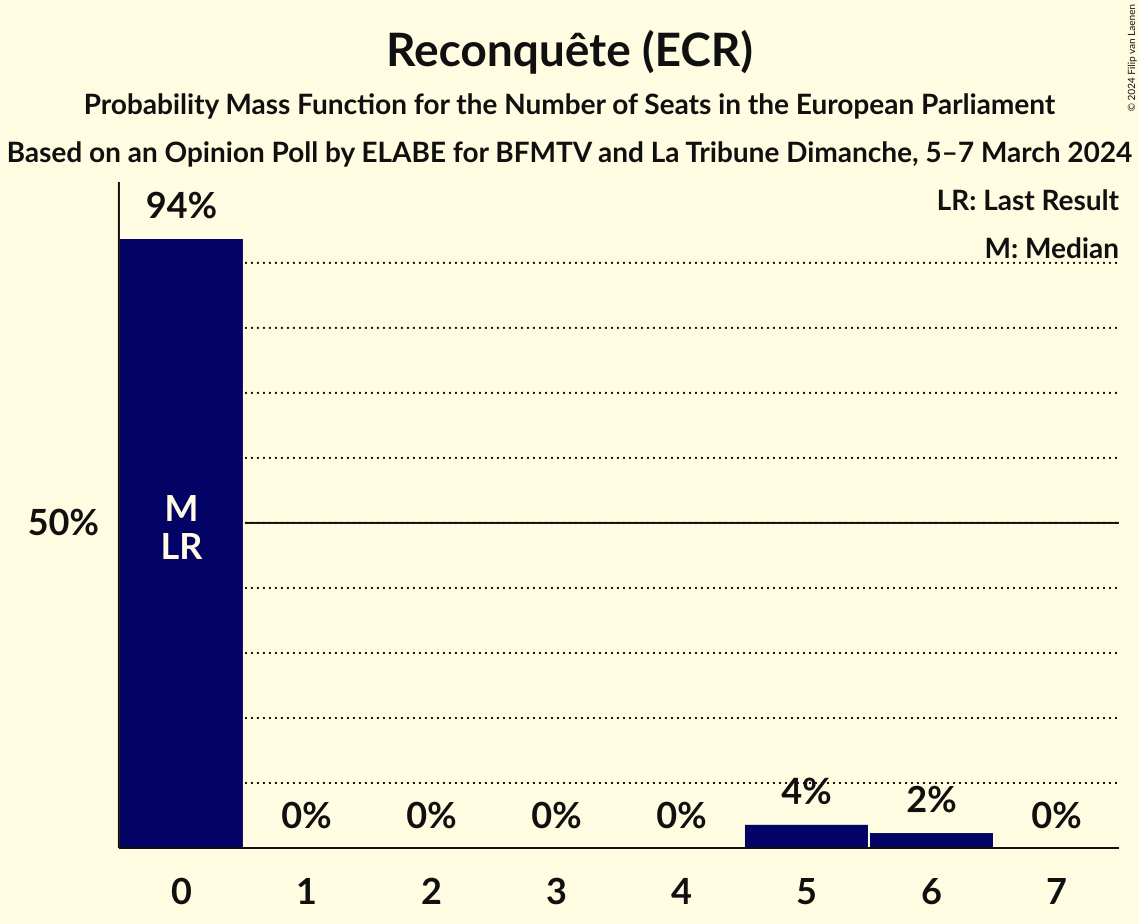 Reconquête (ECR)
Probability Mass Function for the Number of Seats in the European Parliament
Based on an Opinion Poll by ELABE for BFMTV and La Tribune Dimanche, 5–7 March 2024
© 2024 Filip van Laenen
LR: Last Result
M: Median
94%
50%
M
LR
0% 0% 0% 0% 4% 2% 0%
0 1 2 3 4 5 6 7